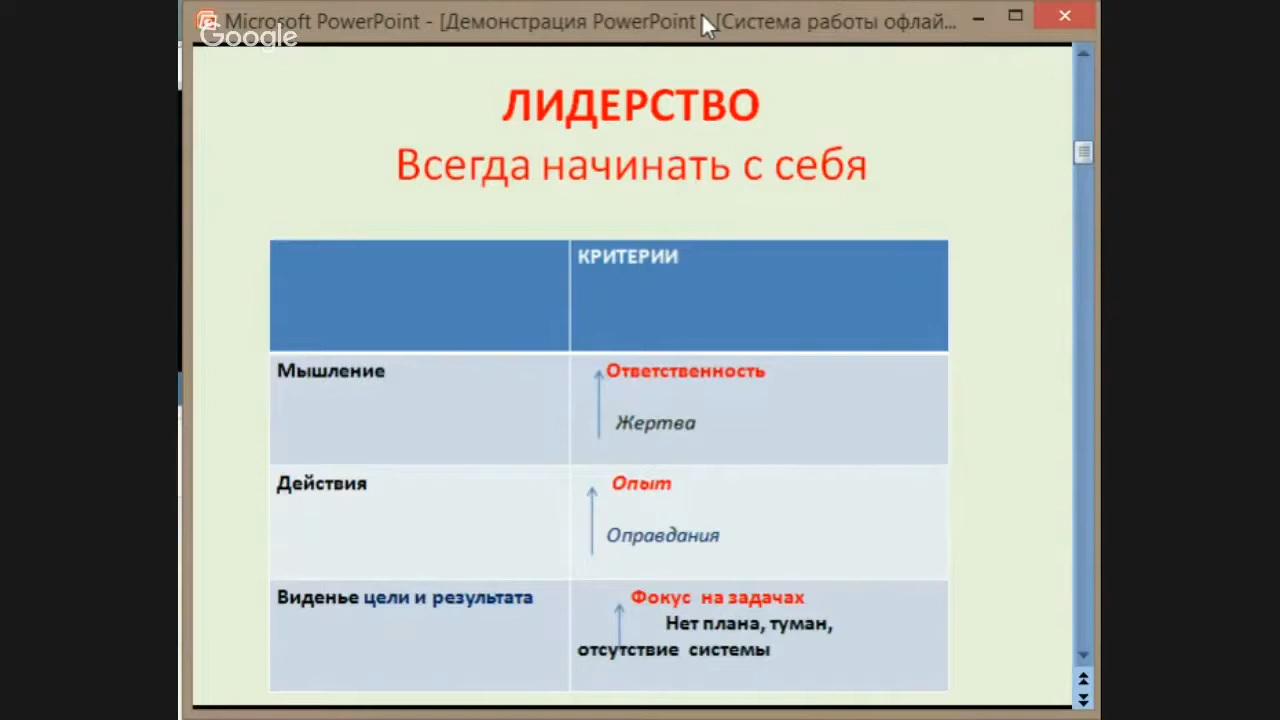 Microsoft PowerPoint - [Демонстрация PowerPoint - [Система работы офлай...
Google
ЛИДЕРСТВО
Всегда начинать с себя
КРИТЕРИИ
Мышление
Ответственность
Жертва
Действия
Опыт
Оправдания
Виденье цели и результата
Фокус на задачах
Нет плана, туман,
отсутствие системы